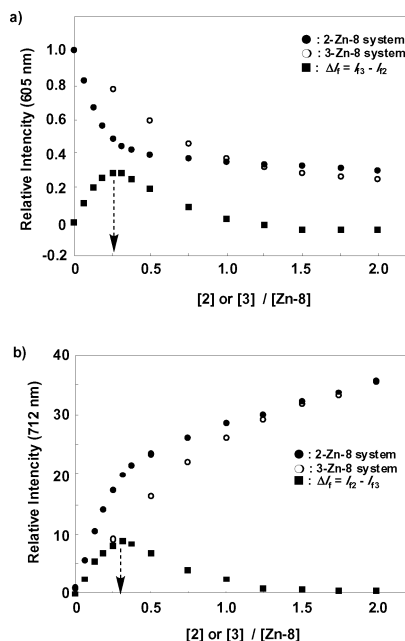 a)
1.0
0.8
0.6
0.4
0.2
0
-0.2
Relative Intencity (605 nm)
● : 2-Zn-8 system
○ : 3-Zn-8 system
■ : ΔIf = If3 - If2
0 0.5 1.0 1.5 2.0
[2] or [3] / [Zn-8]
b)
40
30
20
10
0
Relative Intencity (712 nm)
● : 2-Zn-8 system
○ : 3-Zn-8 system
■ : ΔIf = If2 - If3
0 0.5 1.0 1.5 2.0
[2] or [3] / [Zn-8]